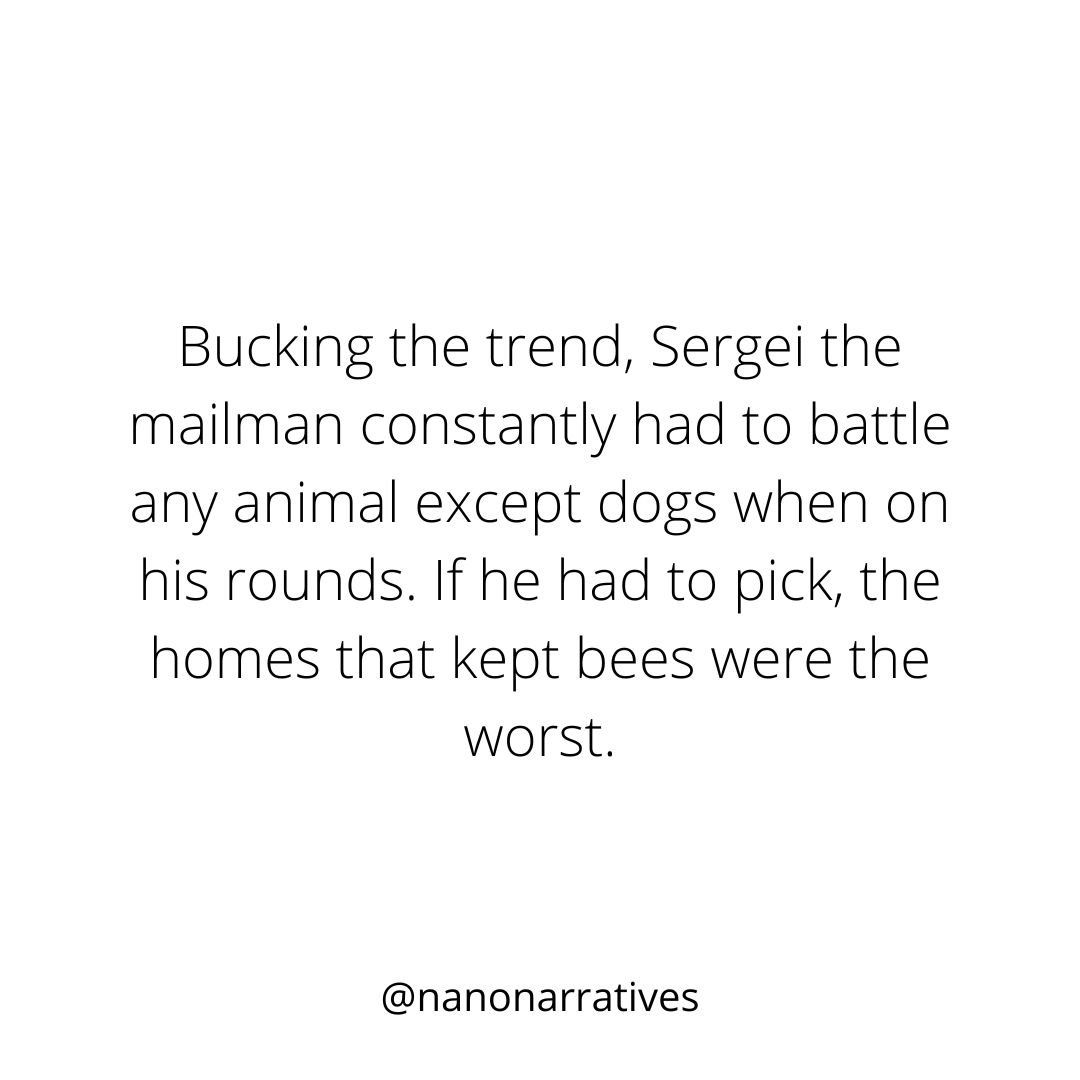 Bucking the trend, Sergei the
mailman constantly had to battle
any animal except dogs when on
his rounds. If he had to pick, the
homes that kept bees were the
worst.
@nanonarratives